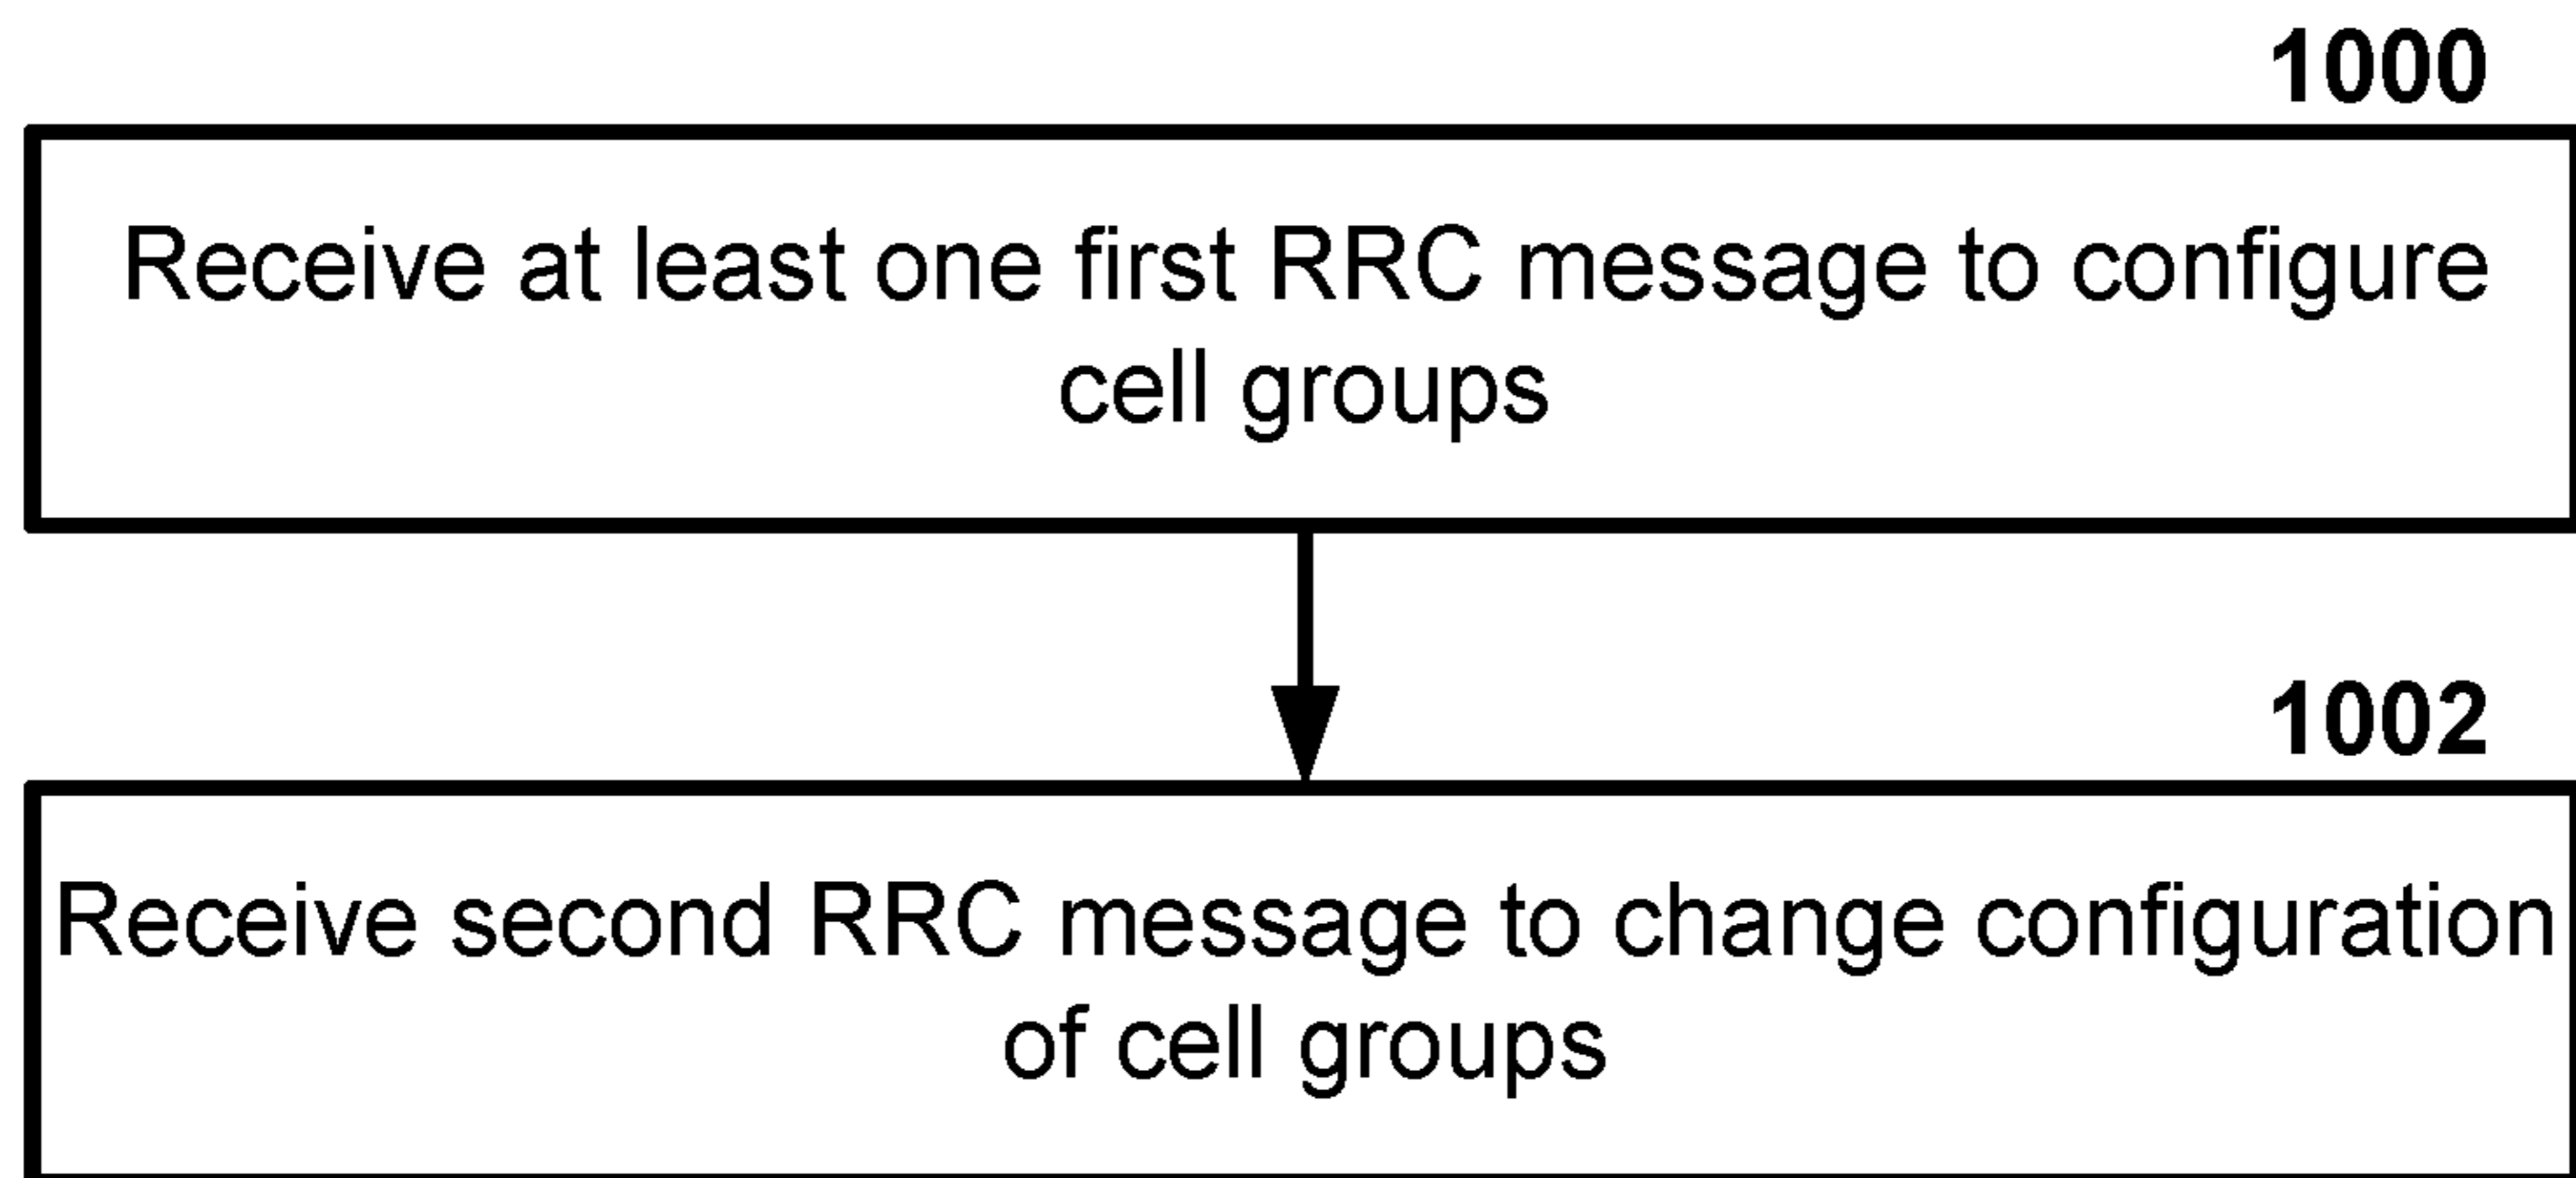 1000
Receive at least one first RRC message to configure
cell groups
1002
Receive second RRC message to change configuration
of cell groups